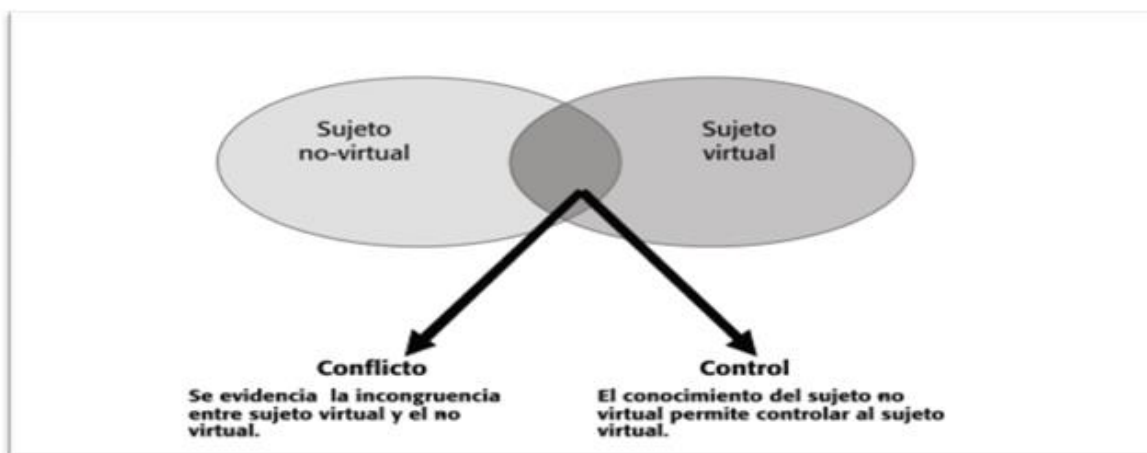 Sujeto
no-virtual
Sujeto
virtual
Conflicto
Se evidencia la incongruencia
entre sujeto virtual y el no
virtual.
Control
El conocimiento del sujeto no
virtual permite controlar al sujeto
virtual.